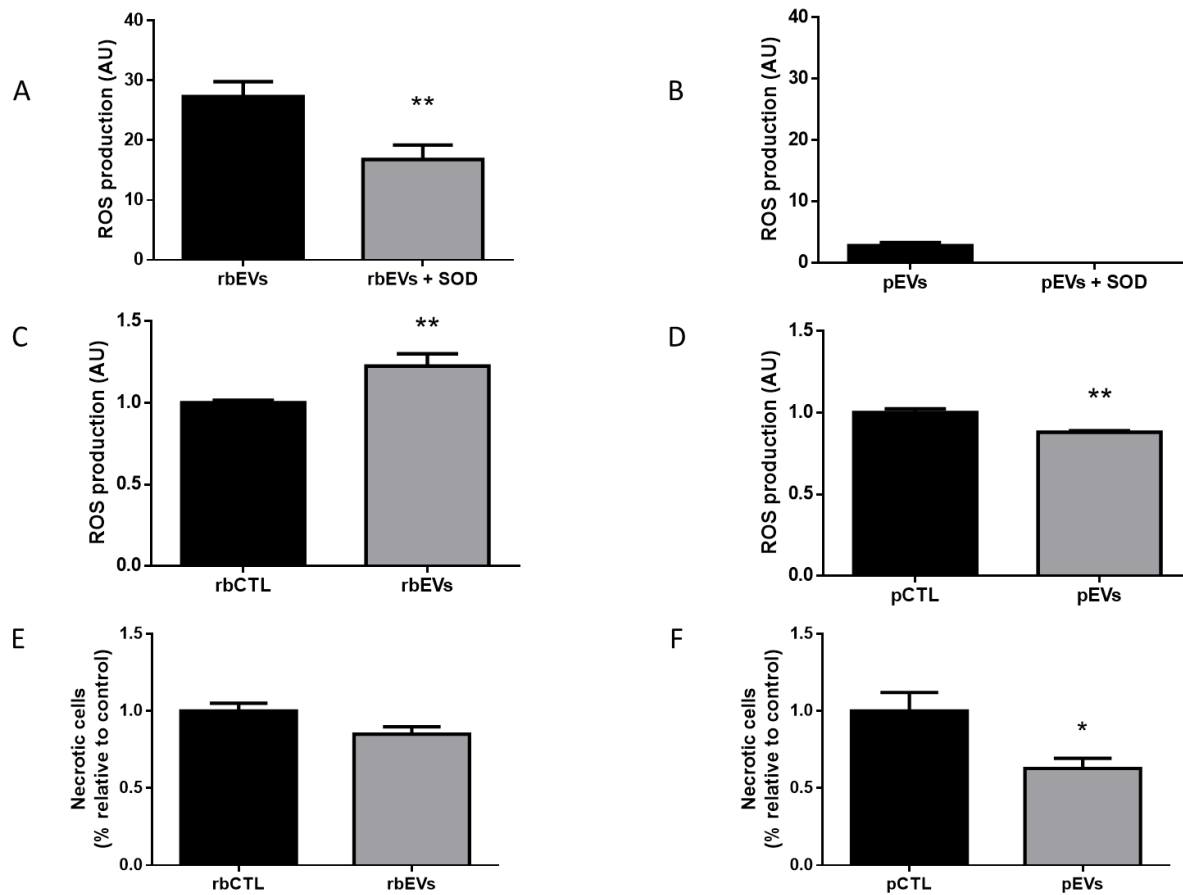 A
ROS production (AU)
40
30
20
10
0
**
rbEVs
rbEVs + SOD
B
ROS production (AU)
40
30
20
10
0
pEVs
pEVs + SOD
C
ROS production (AU)
1.5
1.0
0.5
0.0
**
rbCTL
rbEVs
D
ROS production (AU)
1.5
1.0
0.5
0.0
**
pCTL
pEVs
E
Necrotic cells
(% relative to control)
1.5
1.0
0.5
0.0
rbCTL
rbEVs
F
Necrotic cells
(% relative to control)
1.5
1.0
0.5
0.0
*
pCTL
pEVs